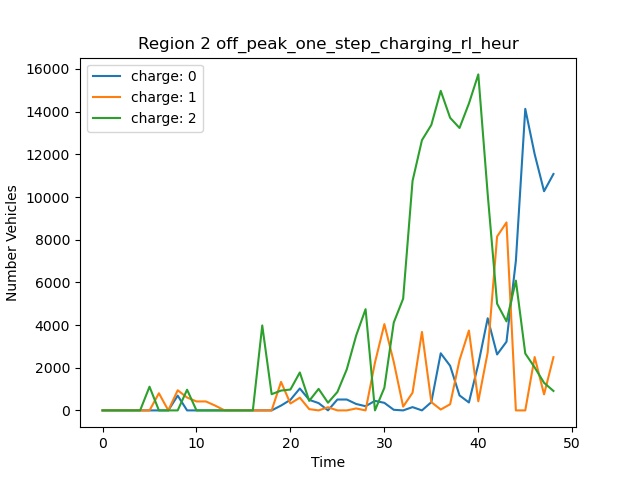 Region 2 off_peak_one_step_charging_rl_heur
charge: 0
charge: 1
charge: 2
16000
14000
12000
10000
8000
6000
4000
2000
0
Number Vehicles
0 10 20 30 40 50
Time